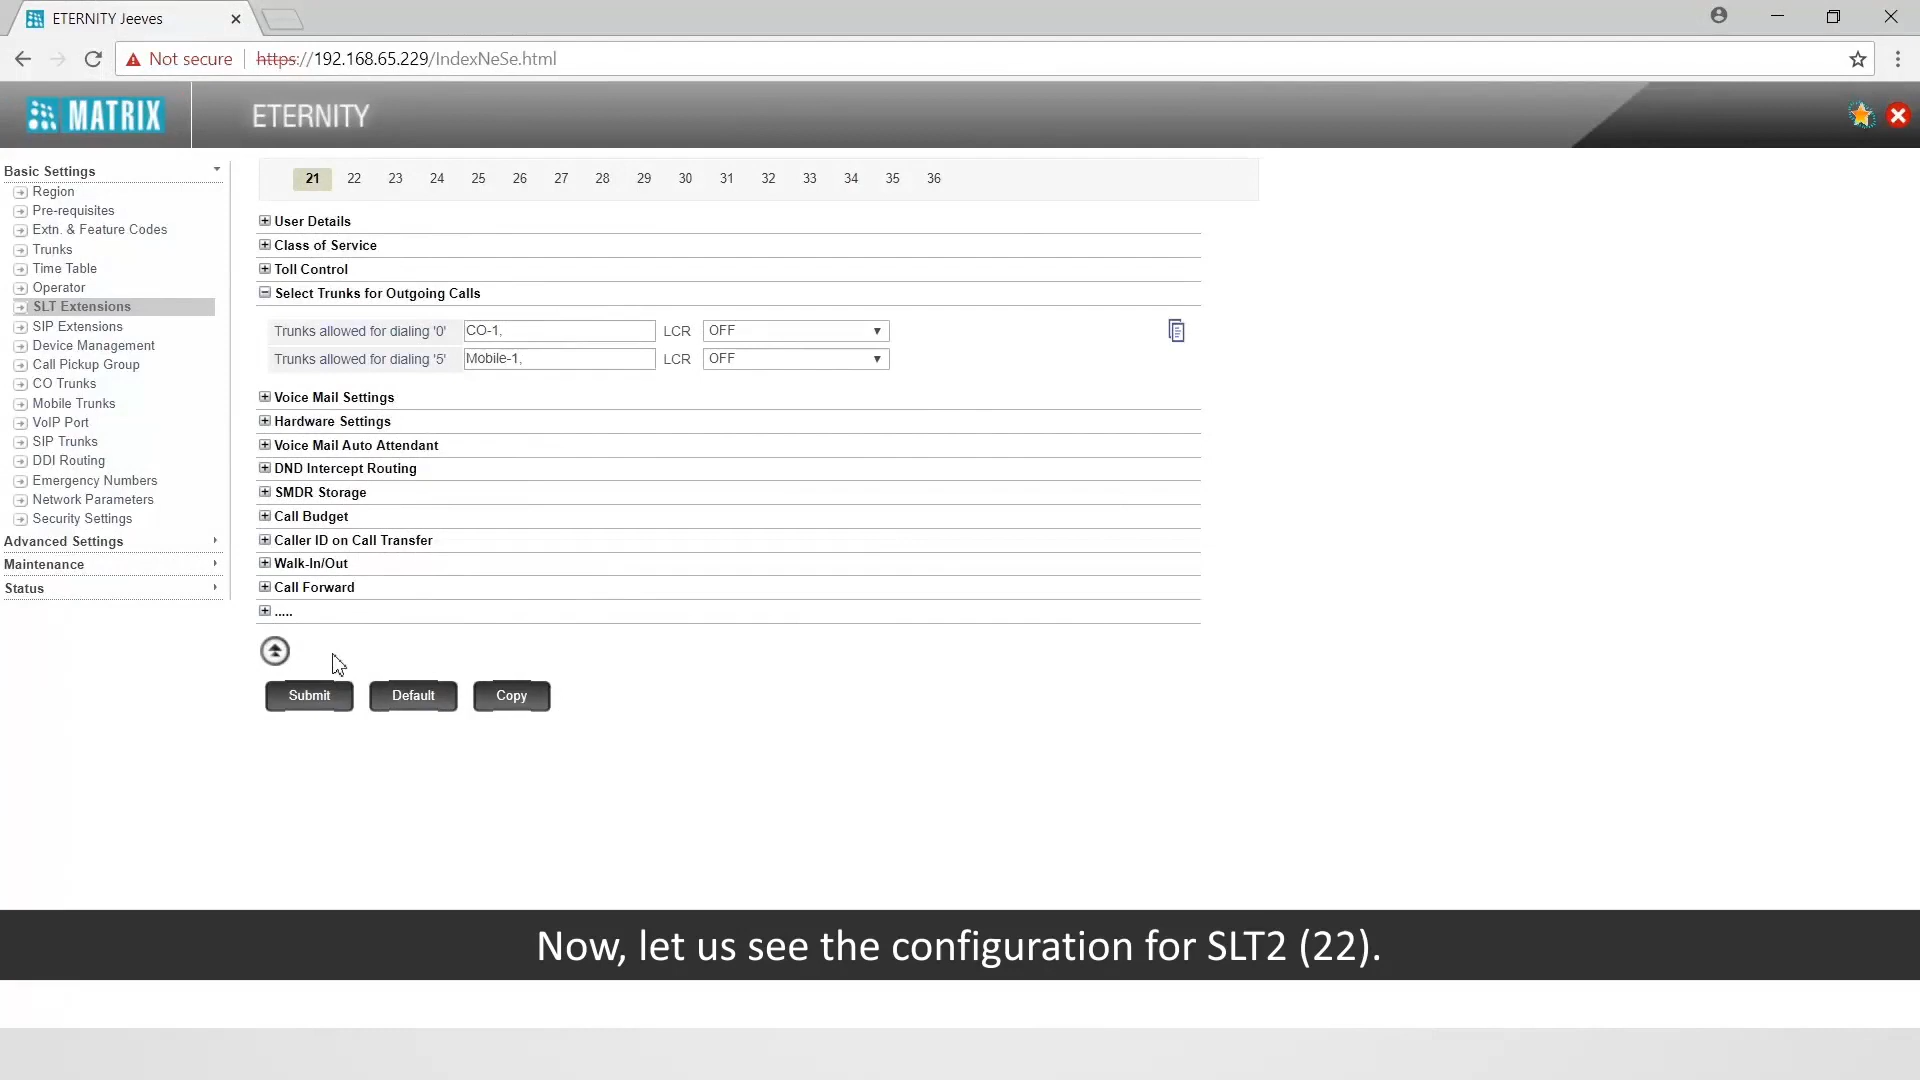 ETERNITY Jeeves
Not secure https://192.168.65.229/IndexNeSe.html
MATRIX ETERNITY
Basic Settings
Region
Pre-requisites
Extn. & Feature Codes
Trunks
Time Table
Operator
SLT Extensions
SIP Extensions
Device Management
Call Pickup Group
CO Trunks
Mobile Trunks
VoIP Port
SIP Trunks
DDI Routing
Emergency Numbers
Network Parameters
Security Settings
Advanced Settings
Maintenance
Status
21 22 23 24 25 26 27 28 29 30 31 32 33 34 35 36
User Details
Class of Service
Toll Control
Select Trunks for Outgoing Calls
Trunks allowed for dialing '0' CO-1, LCR OFF
Trunks allowed for dialing '5' Mobile-1, LCR OFF
Voice Mail Settings
Hardware Settings
Voice Mail Auto Attendant
DND Intercept Routing
SMDR Storage
Call Budget
Caller ID on Call Transfer
Walk-In/Out
Call Forward
.....
Submit Default Copy
Now, let us see the configuration for SLT2 (22).